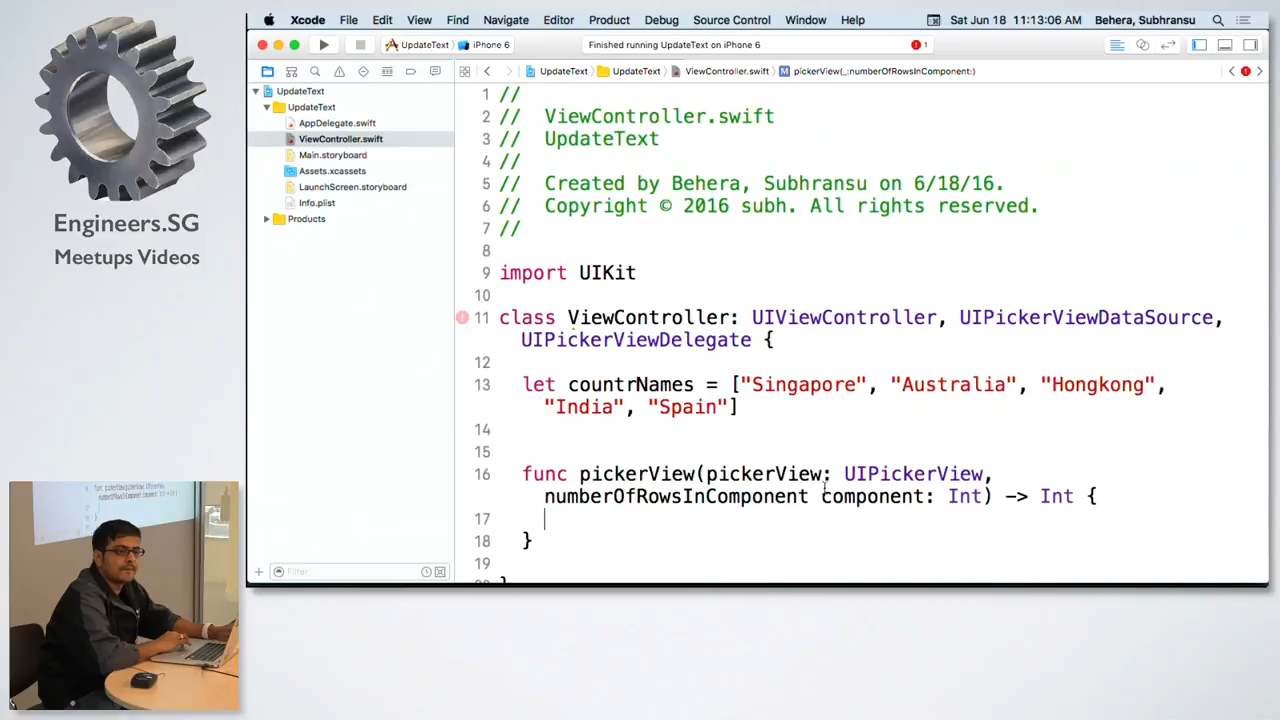 Xcode File Edit View Find Navigate Editor Product Debug Source Control Window Help Sat Jun 18 11:13:06 AM Behera, Subhransu
UpdateText iPhone 6 Finished running UpdateText on iPhone 6 1
UpdateText UpdateText ViewController.swift M pickerView(_:numberOfRowsInComponent:)
UpdateText
UpdateText
AppDelegate.swift
ViewController.swift
Main.storyboard
Assets.xcassets
LaunchScreen.storyboard
Info.plist
Products
Filter
1 //
2 // ViewController.swift
3 // UpdateText
4 //
5 // Created by Behera, Subhransu on 6/18/16.
6 // Copyright © 2016 subh. All rights reserved.
7 //
8
9 import UIKit
10
11 class ViewController: UIViewController, UIPickerViewDataSource,
UIPickerViewDelegate {
12
13 let countrNames = ["Singapore", "Australia", "Hongkong",
"India", "Spain"]
14
15
16 func pickerView(pickerView: UIPickerView,
numberOfRowsInComponent component: Int) -> Int {
17
18 }
19
Engineers.SG
Meetups Videos